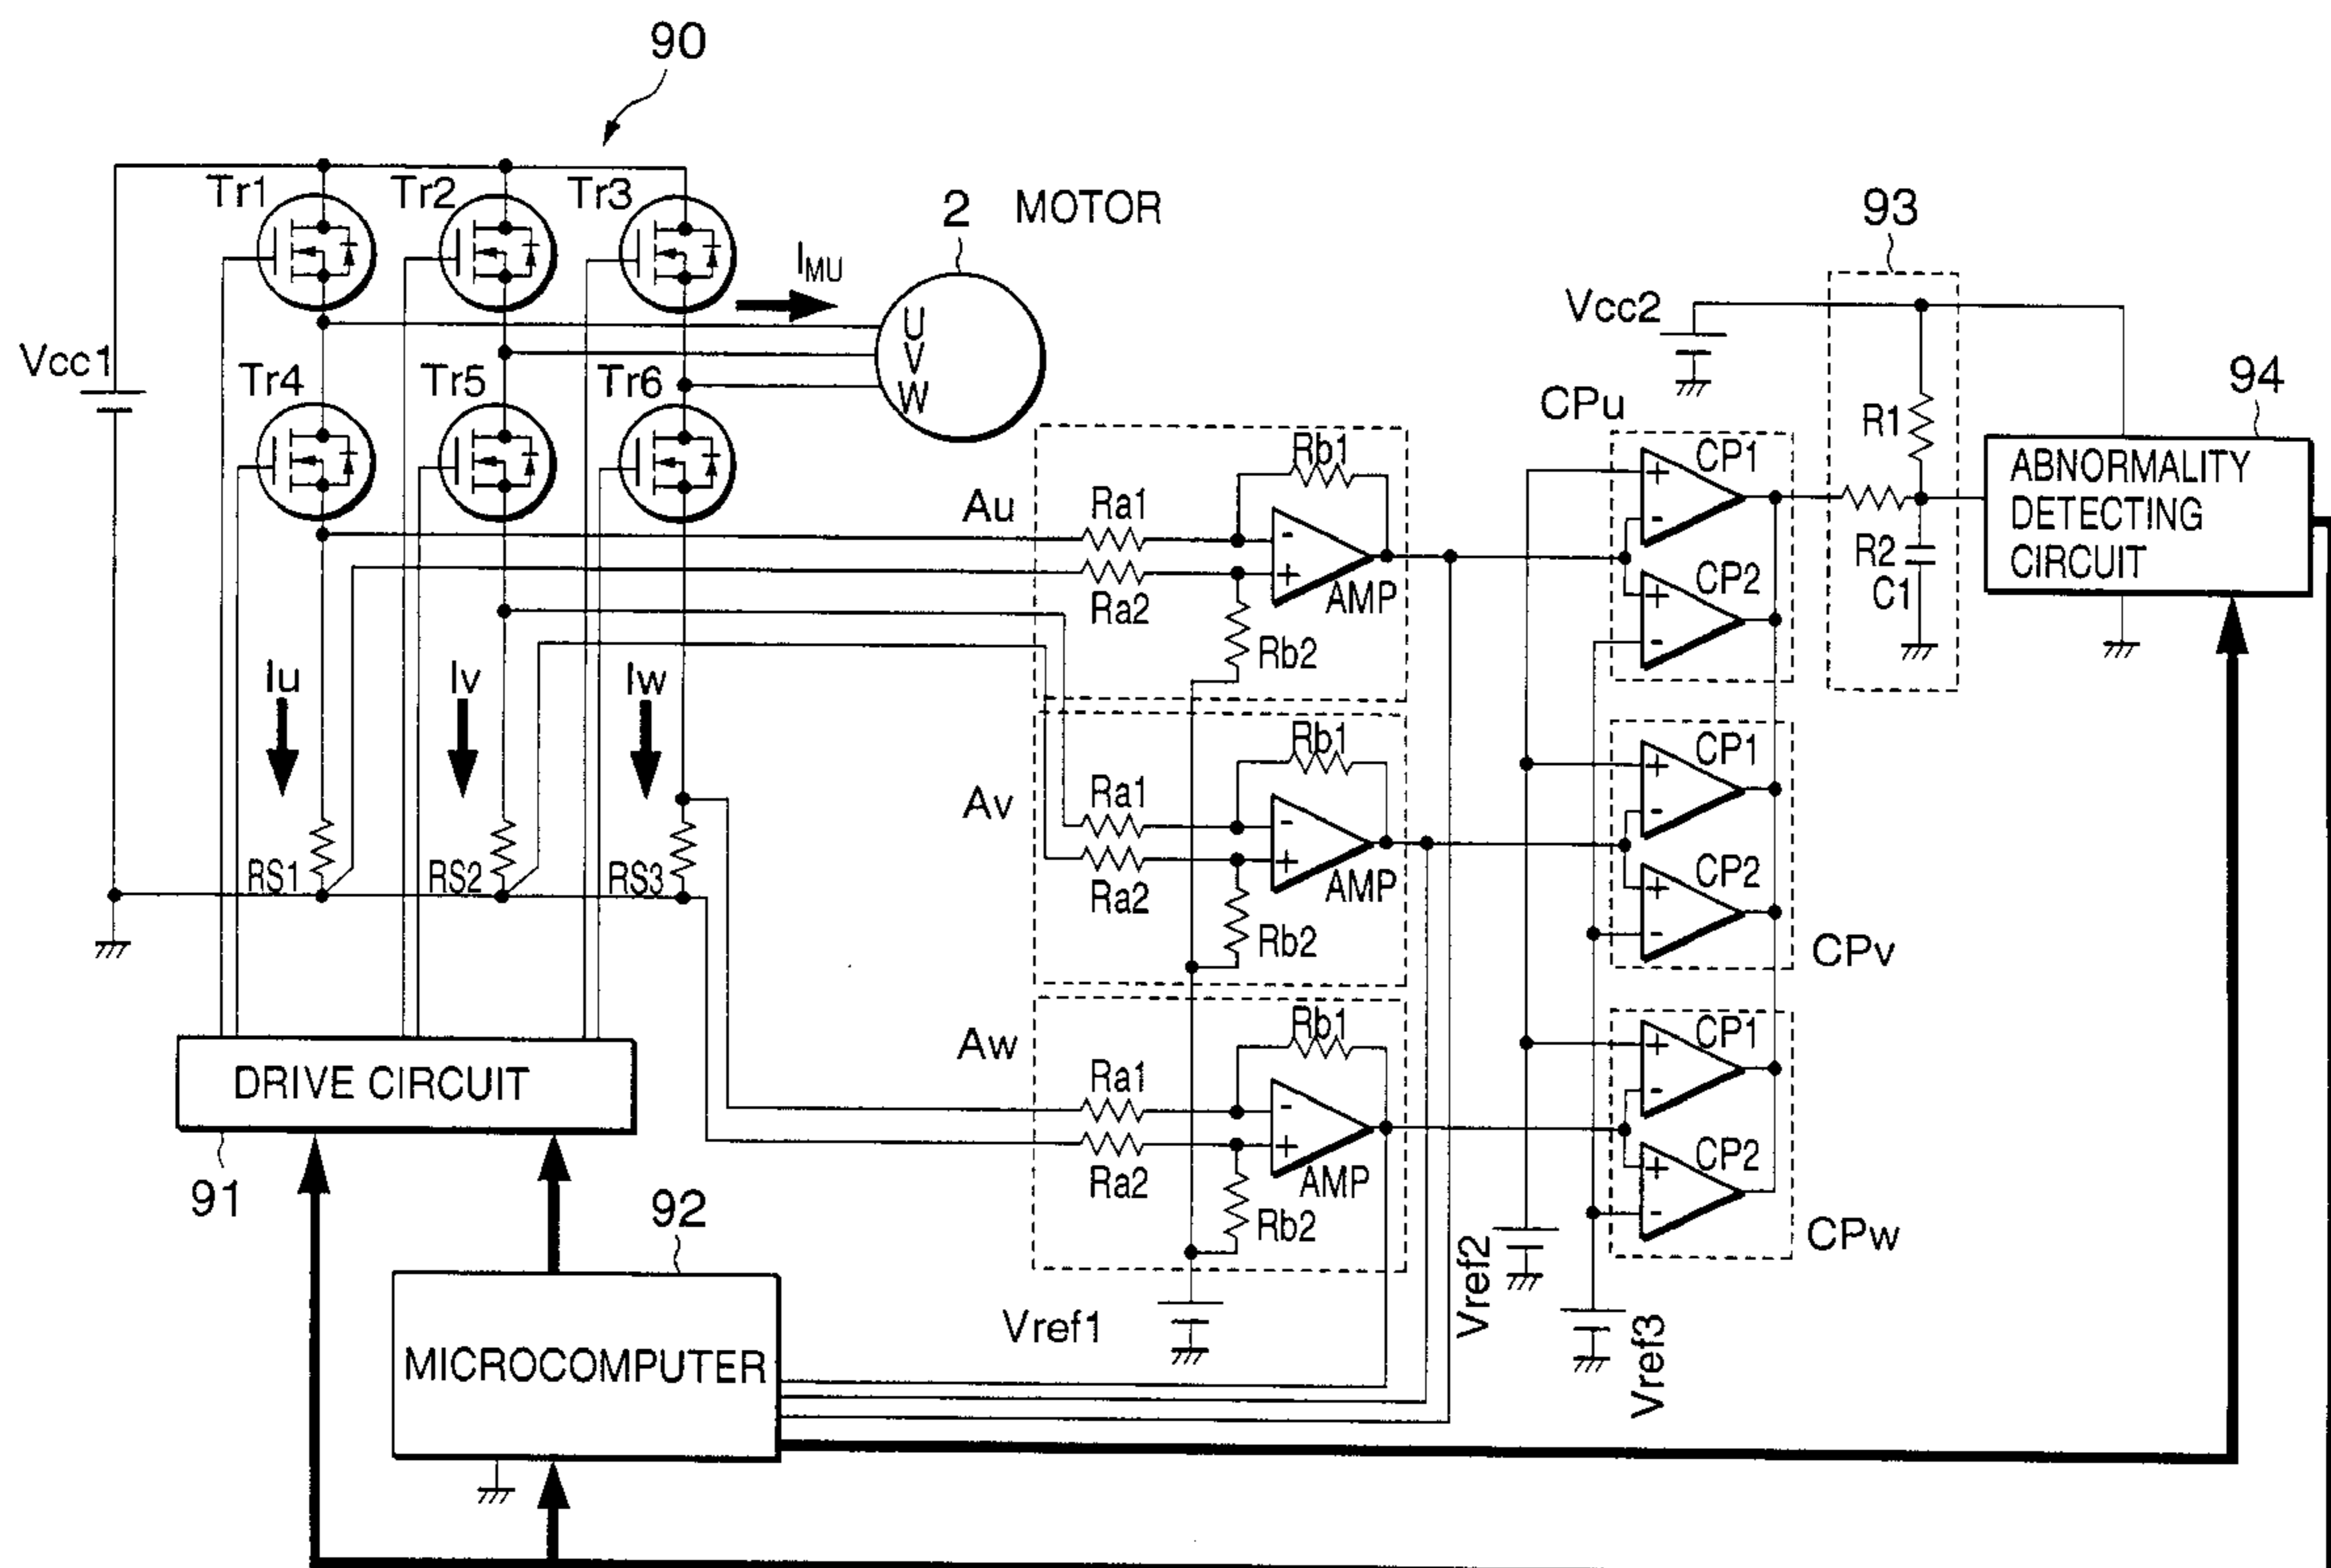 90
Tr1
Tr2
Tr3
2 MOTOR
IMU
U
V
W
Vcc1
Tr4
Tr5
Tr6
93
Vcc2
94
CPu
R1
CP1
+
-
CP2
+
-
R2
C1
ABNORMALITY
DETECTING
CIRCUIT
Au
Ra1
Ra2
Rb1
-
+
AMP
Rb2
Iu
Iv
Iw
RS1
RS2
RS3
Av
Ra1
Ra2
Rb1
-
+
AMP
Rb2
CP1
+
-
CP2
+
-
CPv
Aw
Ra1
Ra2
Rb1
-
+
AMP
Rb2
CP1
+
-
CP2
+
-
CPw
DRIVE CIRCUIT
91
92
MICROCOMPUTER
Vref1
Vref2
Vref3